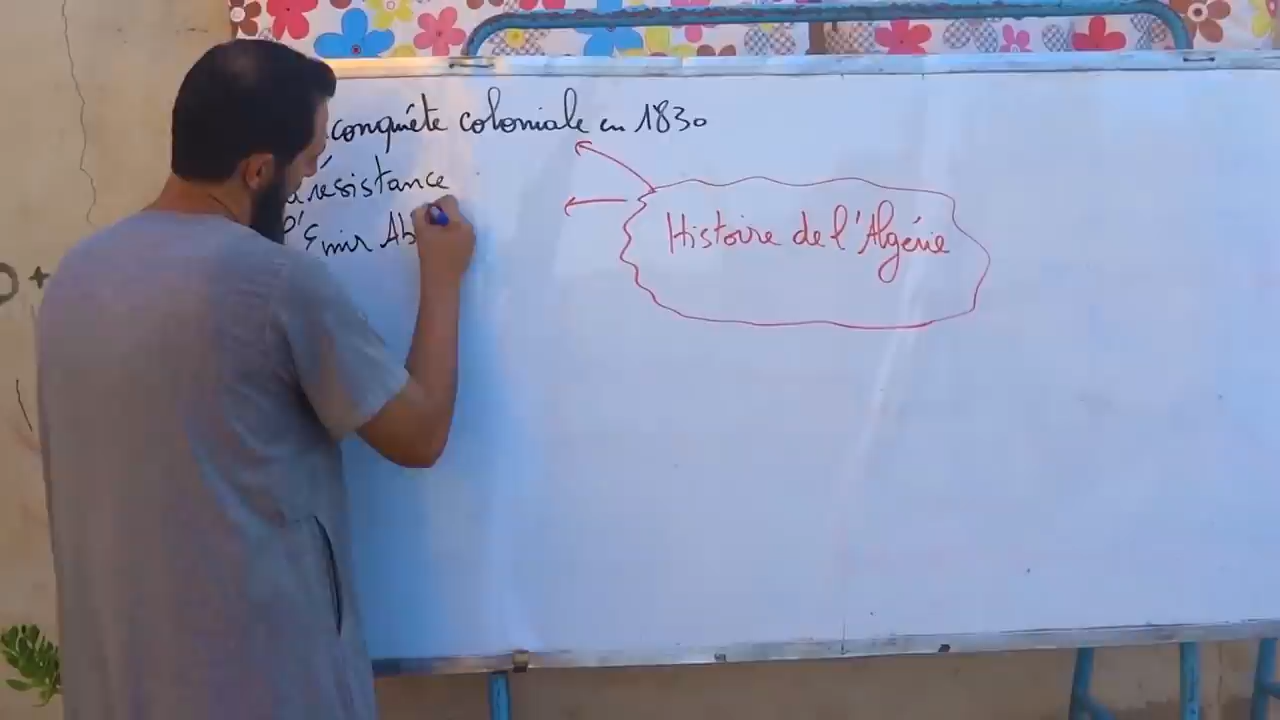 conquête coloniale en 1830
résistance
l'Emir Ab
Histoire de l'Algérie